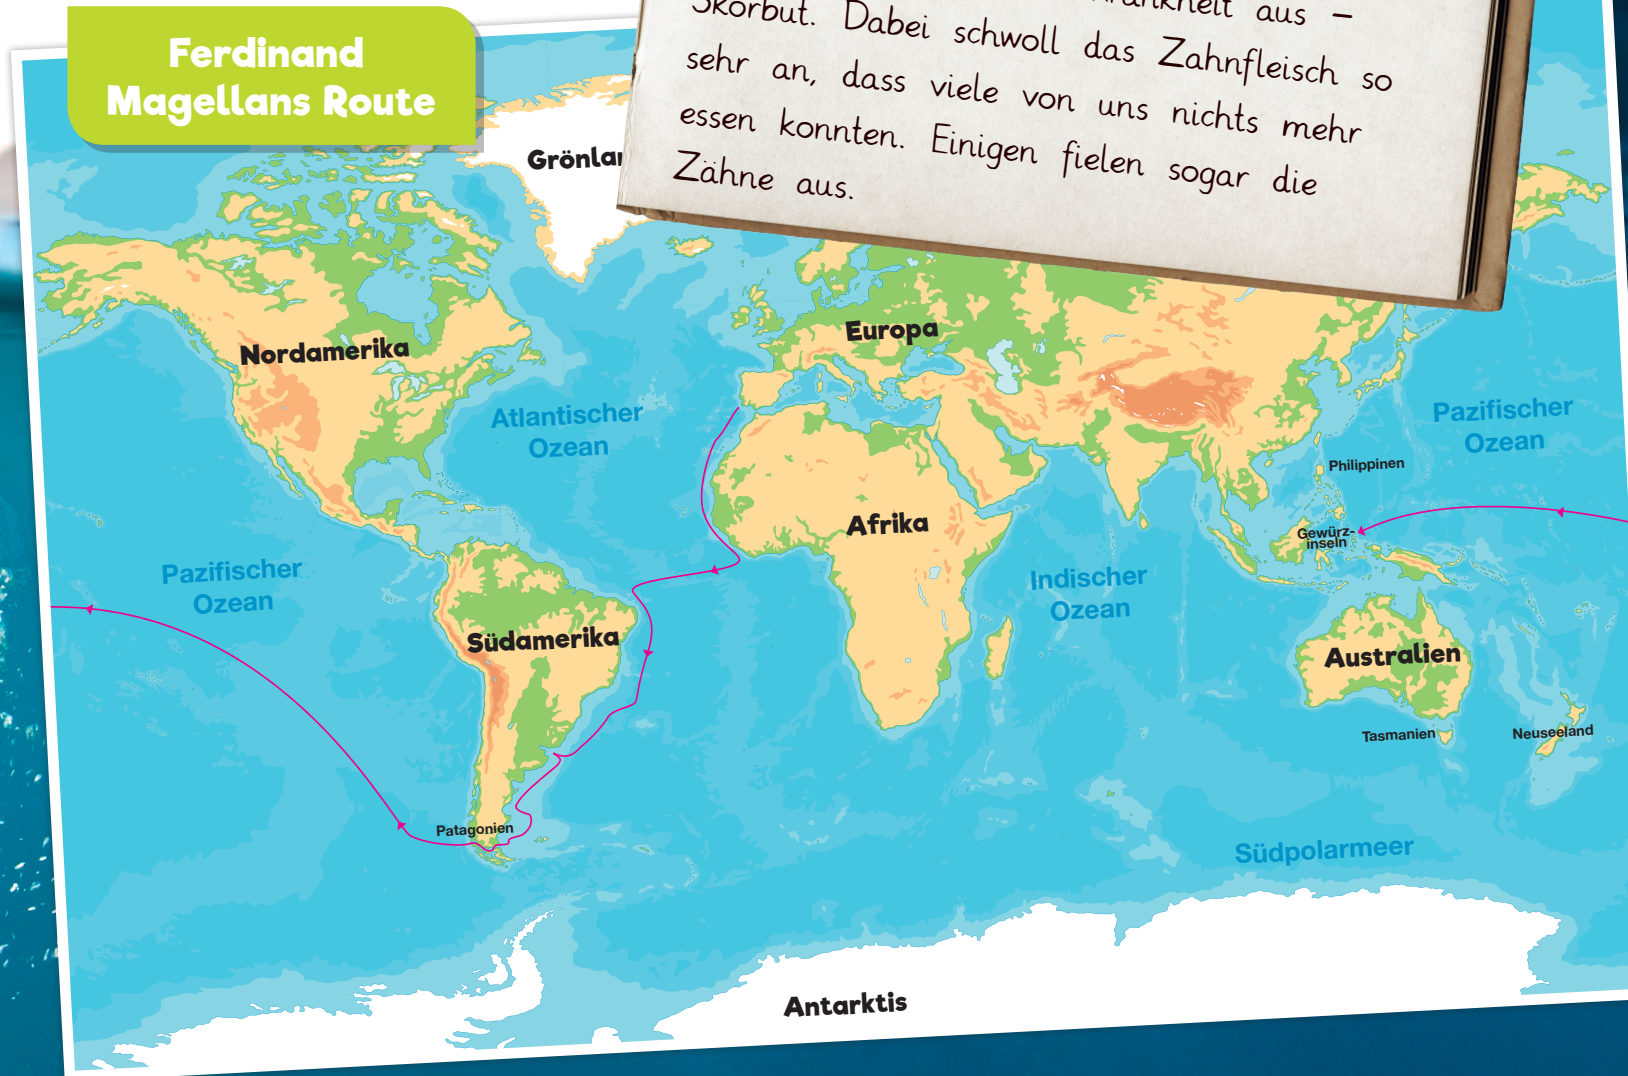 Ferdinand
Magellans Route
aus –
Skorbut. Dabei schwoll das Zahnfleisch so
sehr an, dass viele von uns nichts mehr
essen konnten. Einigen fielen sogar die
Zähne aus.
Nordamerika
Europa
Atlantischer
Ozean
Pazifischer
Ozean
Philippinen
Afrika
Gewürz-
inseln
Pazifischer
Ozean
Indischer
Ozean
Südamerika
Australien
Tasmanien
Neuseeland
Patagonien
Südpolarmeer
Antarktis